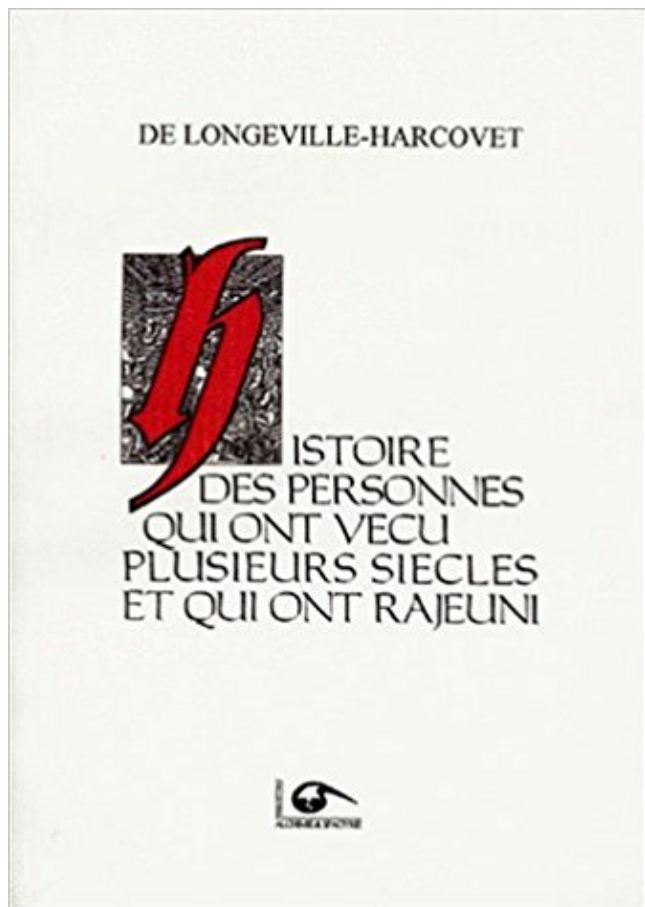 DE LONGEVILLE-HARCOVET
HISTOIRE
DES PERSONNES
QUI ONT VECU
PLUSIEURS SIECLES
ET QUI ONT RAJEUNI